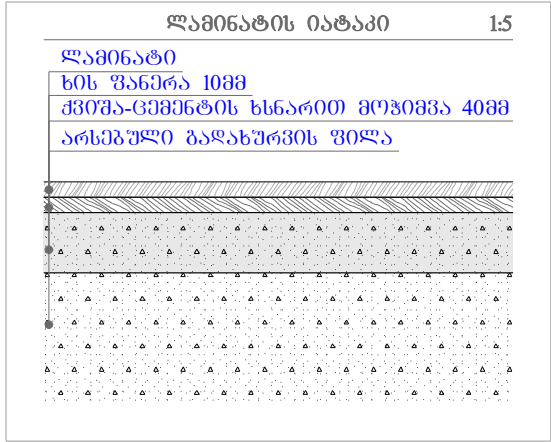 ლამინატის იატაკი 1:5
ლამინატი
ხის ფანერა 10მმ
ქვიშა-ცემენტის ხსნარით მოჭიმვა 40მმ
არსებული გადახურვის ფილა